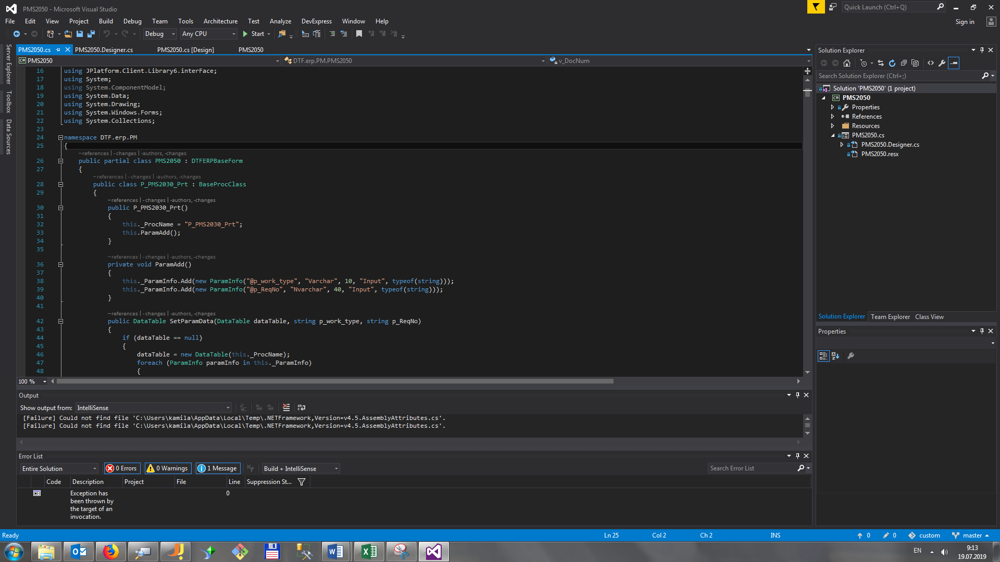 PMS2050 - Microsoft Visual Studio
Quick Launch (Ctrl+Q)
File Edit View Project Build Debug Team Tools Architecture Test Analyze DevExpress Window Help
Sign in
Debug Any CPU Start
PMS2050.cs PMS2050.Designer.cs PMS2050.cs [Design] PMS2050
PMS2050 DTF.erp.PM.PMS2050 v_DocNum
Server Explorer
Toolbox
Data Sources
16 using JPlatform.Client.Library6.interFace;
17 using System;
18 using System.ComponentModel;
19 using System.Data;
20 using System.Drawing;
21 using System.Windows.Forms;
22 using System.Collections;
23
24 namespace DTF.erp.PM
25 {
-references | -changes | -authors, -changes
26 public partial class PMS2050 : DTFERPBaseForm
27 {
-references | -changes | -authors, -changes
28 public class P_PMS2030_Prt : BaseProcClass
29 {
-references | -changes | -authors, -changes
30 public P_PMS2030_Prt()
31 {
32 this._ProcName = "P_PMS2030_Prt";
33 this.ParamAdd();
34 }
35
-references | -changes | -authors, -changes
36 private void ParamAdd()
37 {
38 this._ParamInfo.Add(new ParamInfo("@p_work_type", "Varchar", 10, "Input", typeof(string)));
39 this._ParamInfo.Add(new ParamInfo("@p_ReqNo", "Nvarchar", 40, "Input", typeof(string)));
40 }
41
-references | -changes | -authors, -changes
42 public DataTable SetParamData(DataTable dataTable, string p_work_type, string p_ReqNo)
43 {
44 if (dataTable == null)
45 {
46 dataTable = new DataTable(this._ProcName);
47 foreach (ParamInfo paramInfo in this._ParamInfo)
48 {
100 %
Output
Show output from: IntelliSense
[Failure] Could not find file 'C:\Users\kamila\AppData\Local\Temp\.NETFramework,Version=v4.5.AssemblyAttributes.cs'.
[Failure] Could not find file 'C:\Users\kamila\AppData\Local\Temp\.NETFramework,Version=v4.5.AssemblyAttributes.cs'.
Error List
Entire Solution 0 Errors 0 Warnings 1 Message Build + IntelliSense Search Error List
Code Description Project File Line Suppression St...
Exception has 0
been thrown by
the target of an
invocation.
Solution Explorer
Search Solution Explorer (Ctrl+;)
Solution 'PMS2050' (1 project)
C# PMS2050
Properties
References
Resources
PMS2050.cs
PMS2050.Designer.cs
PMS2050.resx
Solution Explorer Team Explorer Class View
Properties
Ready Ln 25 Col 2 Ch 2 INS 0 0 custom master
EN 9:13
19.07.2019